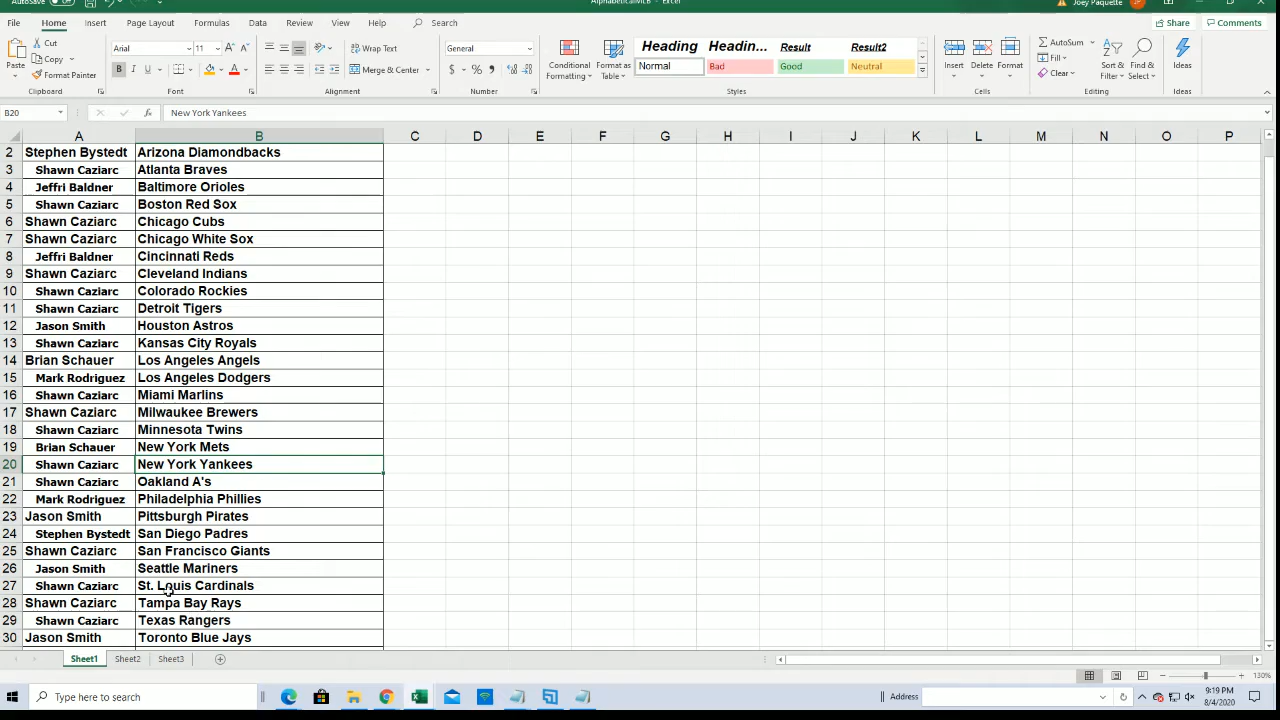 AlphabeticalMLB - Excel
Joey Paquette
File Home Insert Page Layout Formulas Data Review View Help Search Share Comments
Cut Arial 11 Wrap Text General Heading Headin... Result Result2 AutoSum
Copy Fill
Format Painter Merge & Center Normal Bad Good Neutral Clear
Paste Conditional Formatting Format as Table Insert Delete Format Sort & Filter Find & Select Ideas
Clipboard Font Alignment Number Styles Cells Editing Ideas
B20 New York Yankees
A B C D E F G H I J K L M N O P
2 Stephen Bystedt Arizona Diamondbacks
3 Shawn Caziarc Atlanta Braves
4 Jeffri Baldner Baltimore Orioles
5 Shawn Caziarc Boston Red Sox
6 Shawn Caziarc Chicago Cubs
7 Shawn Caziarc Chicago White Sox
8 Jeffri Baldner Cincinnati Reds
9 Shawn Caziarc Cleveland Indians
10 Shawn Caziarc Colorado Rockies
11 Shawn Caziarc Detroit Tigers
12 Jason Smith Houston Astros
13 Shawn Caziarc Kansas City Royals
14 Brian Schauer Los Angeles Angels
15 Mark Rodriguez Los Angeles Dodgers
16 Shawn Caziarc Miami Marlins
17 Shawn Caziarc Milwaukee Brewers
18 Shawn Caziarc Minnesota Twins
19 Brian Schauer New York Mets
20 Shawn Caziarc New York Yankees
21 Shawn Caziarc Oakland A's
22 Mark Rodriguez Philadelphia Phillies
23 Jason Smith Pittsburgh Pirates
24 Stephen Bystedt San Diego Padres
25 Shawn Caziarc San Francisco Giants
26 Jason Smith Seattle Mariners
27 Shawn Caziarc St. Louis Cardinals
28 Shawn Caziarc Tampa Bay Rays
29 Shawn Caziarc Texas Rangers
30 Jason Smith Toronto Blue Jays
Sheet1 Sheet2 Sheet3
130%
Type here to search Address 9:19 PM
8/4/2020